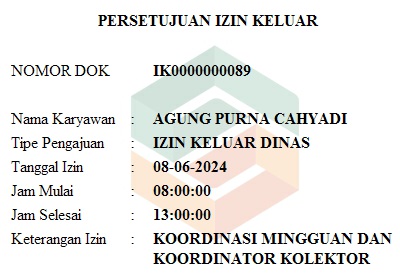 PERSETUJUAN IZIN KELUAR
NOMOR DOK IK0000000089
Nama Karyawan : AGUNG PURNA CAHYADI
Tipe Pengajuan : IZIN KELUAR DINAS
Tanggal Izin : 08-06-2024
Jam Mulai : 08:00:00
Jam Selesai : 13:00:00
Keterangan Izin : KOORDINASI MINGGUAN DAN
KOORDINATOR KOLEKTOR